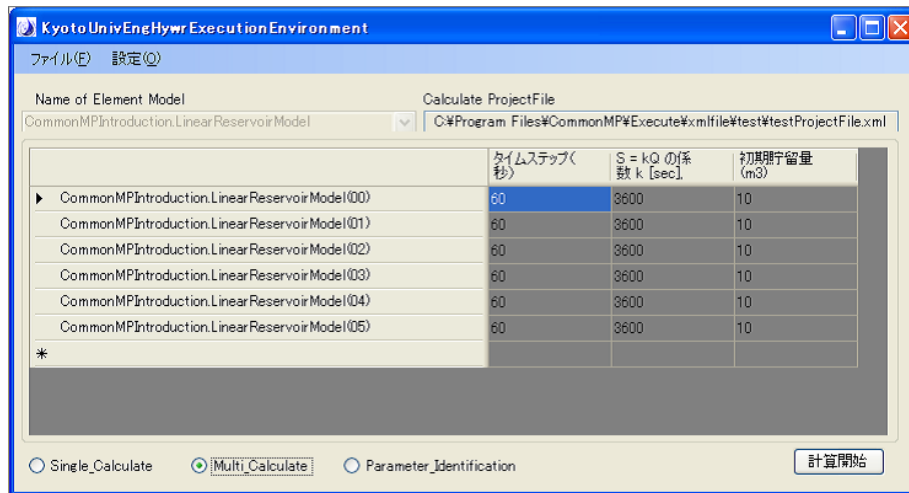 KyotoUnivEngHywrExecutionEnvironment
ファイル(F) 設定(O)
Name of Element Model Calculate ProjectFile
CommonMPIntroduction.LinearReservoirModel C:¥Program Files¥CommonMP¥Execute¥xmlfile¥test¥testProjectFile.xml
タイムステップ( S = kQ の係 初期貯留量
秒) 数 k [sec], (m3)
CommonMPIntroduction.LinearReservoirModel(00) 60 3600 10
CommonMPIntroduction.LinearReservoirModel(01) 60 3600 10
CommonMPIntroduction.LinearReservoirModel(02) 60 3600 10
CommonMPIntroduction.LinearReservoirModel(03) 60 3600 10
CommonMPIntroduction.LinearReservoirModel(04) 60 3600 10
CommonMPIntroduction.LinearReservoirModel(05) 60 3600 10
*
Single_Calculate Multi_Calculate Parameter_Identification 計算開始